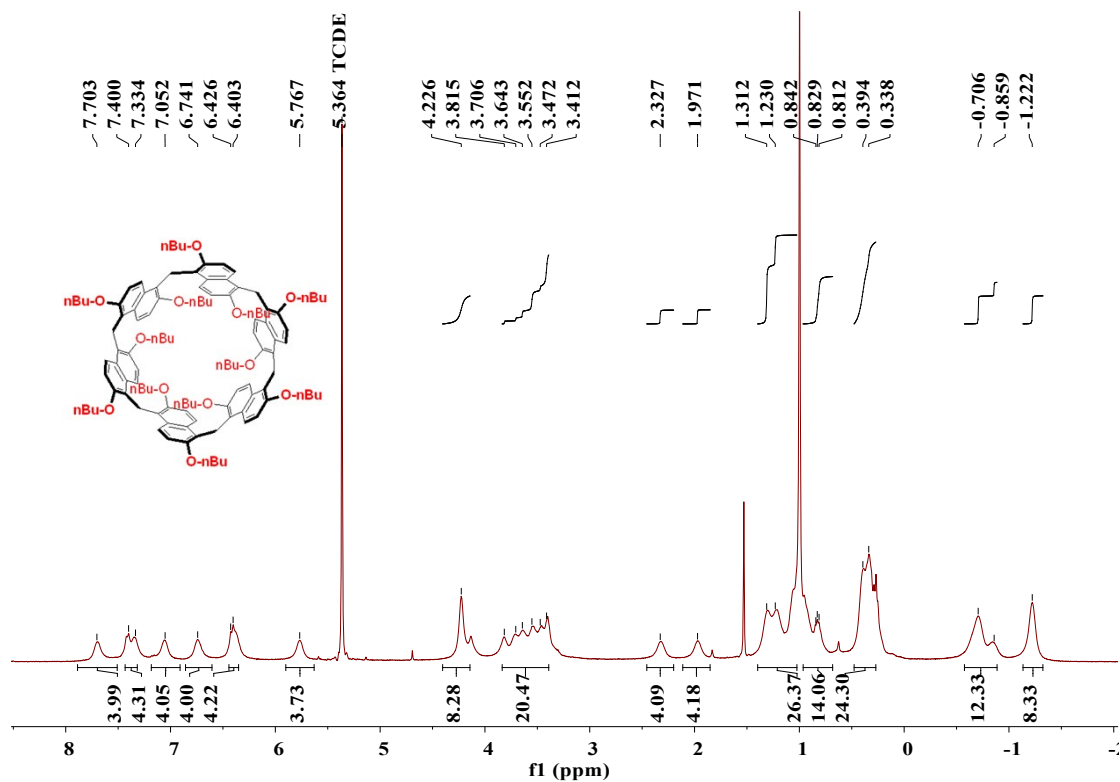 7.703
7.400
7.334
7.052
6.741
6.426
6.403
5.767
5.364 TCDE
4.226
3.815
3.706
3.643
3.552
3.472
3.412
2.327
1.971
1.312
1.230
0.842
0.829
0.812
0.394
0.338
-0.706
-0.859
-1.222
nBu-O
O-nBu
nBu-O
O-nBu
O-nBu
O-nBu
O-nBu
nBu-O
nBu-O
nBu-O
nBu-O
O-nBu
3.99
4.31
4.05
4.00
4.22
3.73
8.28
20.47
4.09
4.18
26.37
14.06
24.30
12.33
8.33
8 7 6 5 4 3 2 1 0 -1 -2
f1 (ppm)